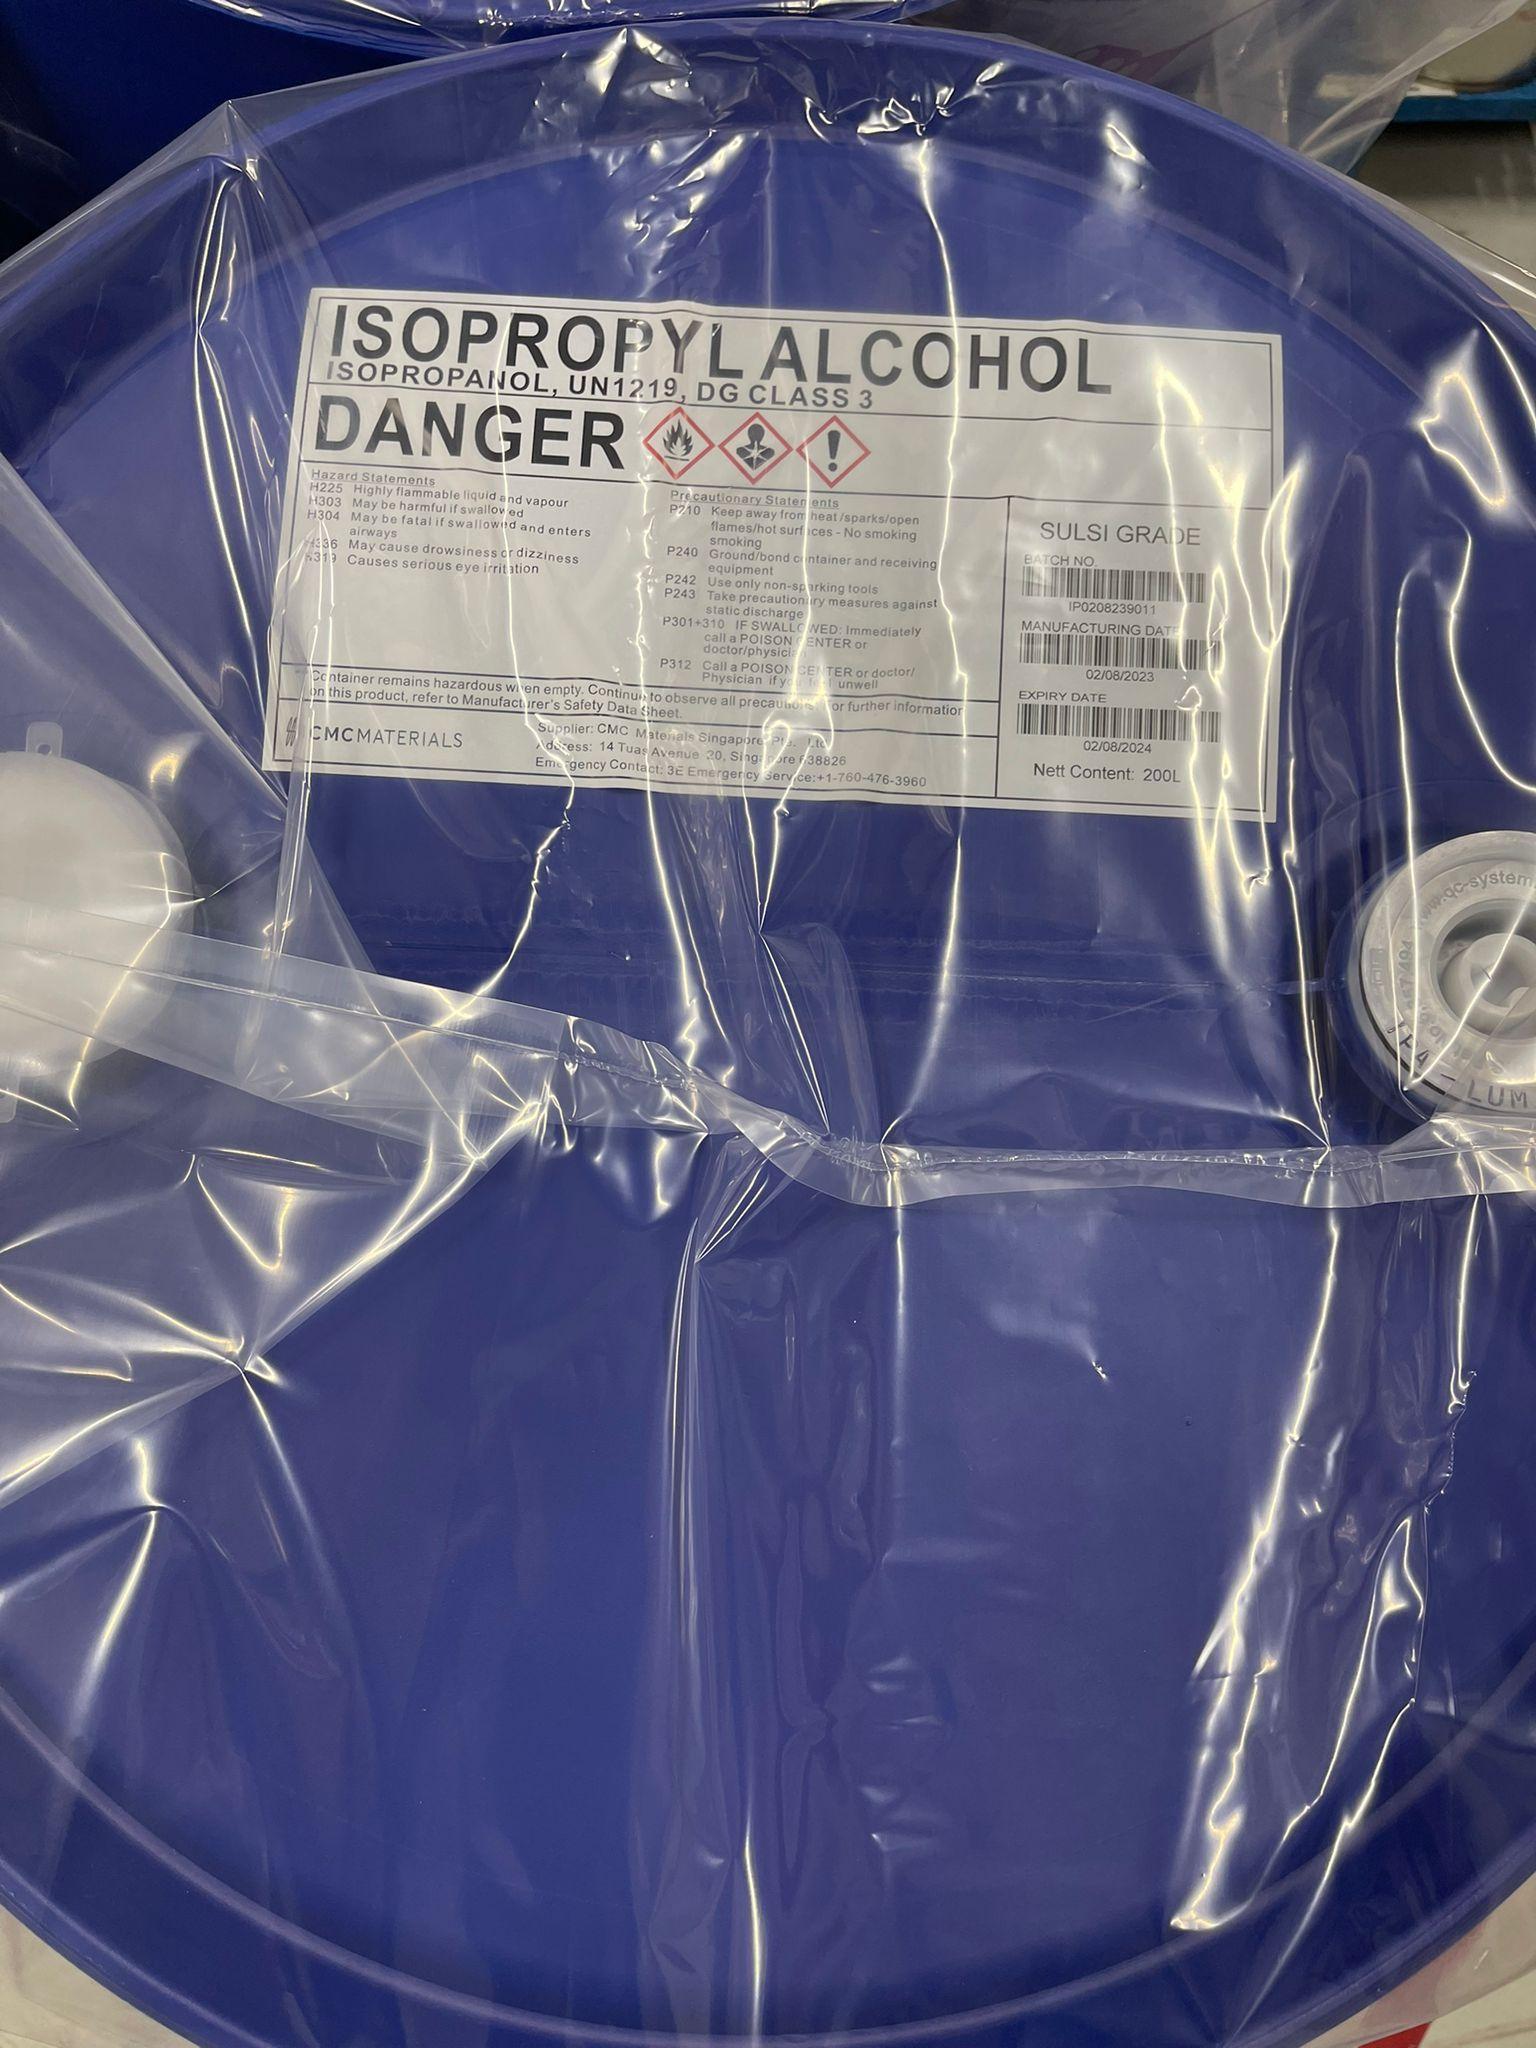 ISOPROPYL ALCOHOL
ISOPROPANOL, UN1219, DG CLASS 3
DANGER
Hazard Statements
H225 Highly flammable liquid and vapour
H303 May be harmful if swallowed
H304 May be fatal if swallowed and enters
airways
H336 May cause drowsiness or dizziness
H319 Causes serious eye irritation
Precautionary Statements
P210 Keep away from heat /sparks/open
flames/hot surfaces - No smoking
smoking
P240 Ground/bond container and receiving
equipment
P242 Use only non-sparking tools
P243 Take precautionary measures against
static discharge
P301+310 IF SWALLOWED: Immediately
call a POISON CENTER or
doctor/physician
P312 Call a POISON CENTER or doctor/
Physician if you feel unwell
SULSI GRADE
BATCH NO.
IP0208239011
MANUFACTURING DATE
02/08/2023
EXPIRY DATE
02/08/2024
Nett Content: 200L
Container remains hazardous when empty. Continue to observe all precautions. For further information
on this product, refer to Manufacturer's Safety Data Sheet.
CMCMATERIALS
Supplier: CMC Materials Singapore Pte. Ltd
Address: 14 Tuas Avenue 20, Singapore 638826
Emergency Contact: 3E Emergency Service:+1-760-476-3960
www.qc-system
IPA - LUM